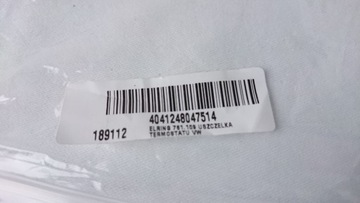 4041248047514
189112
ELRING 761.109 USZCZELKA
TERMOSTATU VW